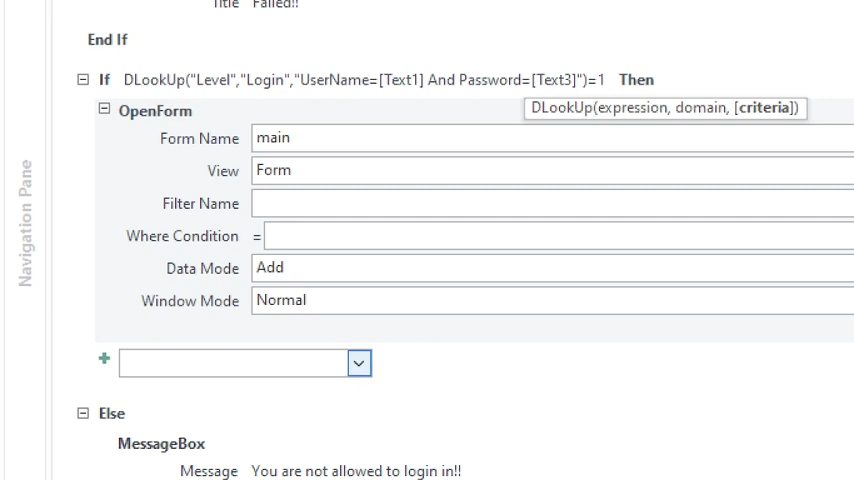 Title Failed!!
End If
If DLookUp("Level","Login","UserName=[Text1] And Password=[Text3]")=1 Then
DLookUp(expression, domain, [criteria])
OpenForm
Form Name main
View Form
Filter Name
Where Condition =
Data Mode Add
Window Mode Normal
Else
MessageBox
Message You are not allowed to login in!!
Navigation Pane